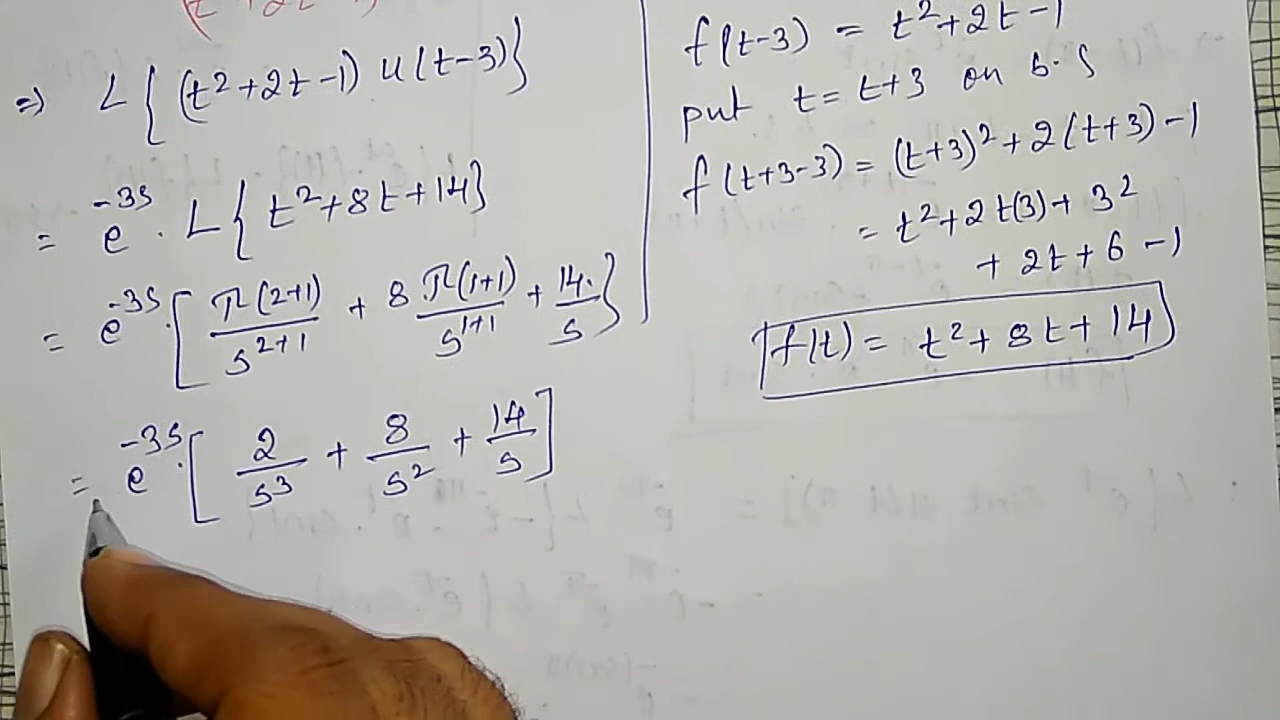 ⇒ L{(t²+2t-1) u(t-3)}
= e⁻³ˢ · L{t²+8t+14}
= e⁻³ˢ · [π(2+1)/s²⁺¹ + 8 π(1+1)/s¹⁺¹ + 14·/s}
= e⁻³ˢ · [2/s³ + 8/s² + 14/s]
f(t-3) = t²+2t-1
put t = t+3 on b·s
f(t+3-3) = (t+3)²+2(t+3)-1
= t²+2t(3)+3²
+ 2t+6-1
f(t) = t²+8t+14